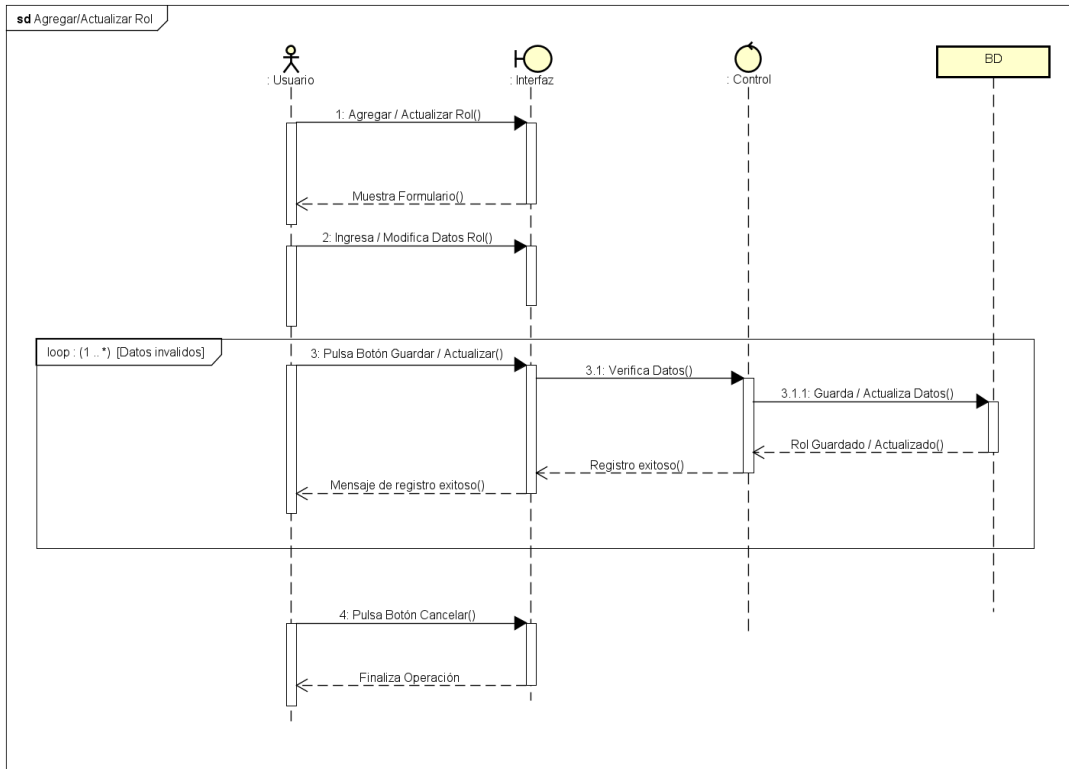 sd Agregar/Actualizar Rol
: Usuario
: Interfaz
: Control
BD
1: Agregar / Actualizar Rol()
Muestra Formulario()
2: Ingresa / Modifica Datos Rol()
loop : (1 .. *) [Datos invalidos]
3: Pulsa Botón Guardar / Actualizar()
3.1: Verifica Datos()
3.1.1: Guarda / Actualiza Datos()
Rol Guardado / Actualizado()
Registro exitoso()
Mensaje de registro exitoso()
4: Pulsa Botón Cancelar()
Finaliza Operación